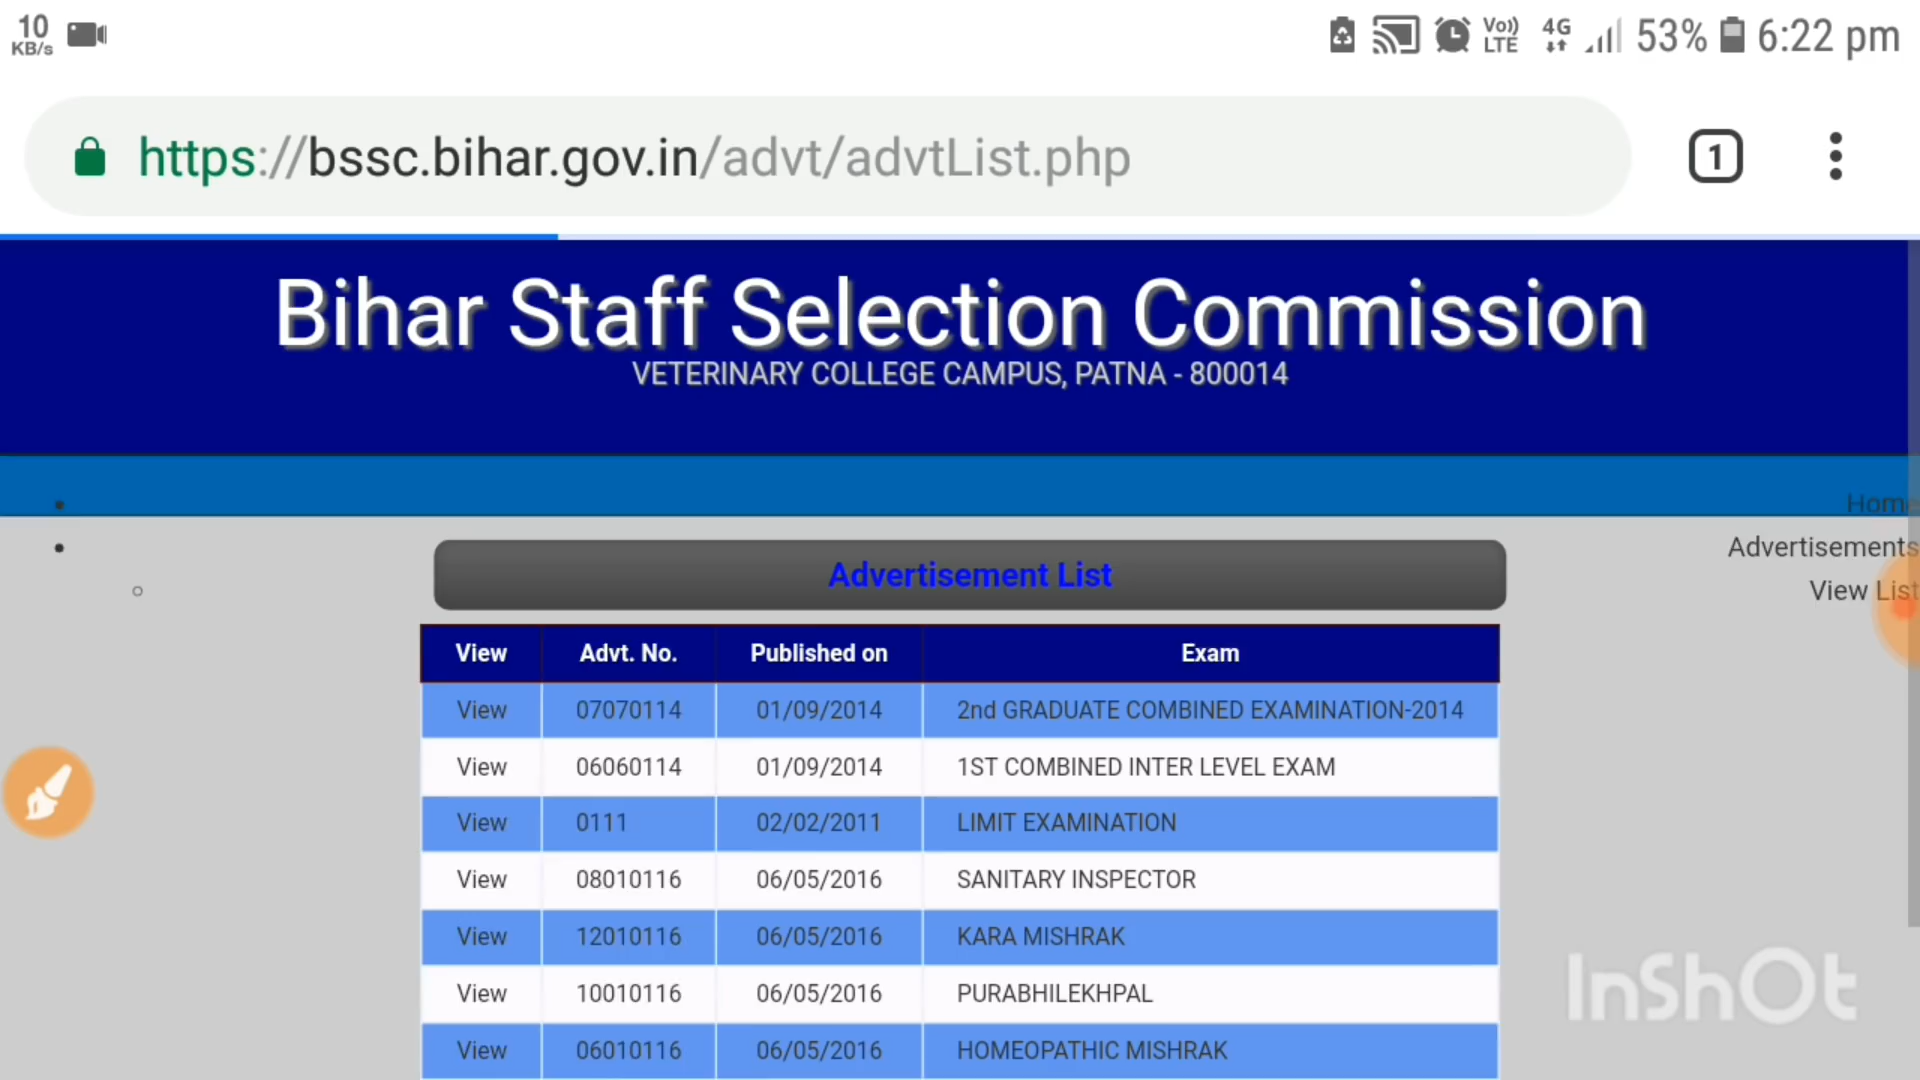 10
KB/s
Vo))
LTE
4G
53%
6:22 pm
https://bssc.bihar.gov.in/advt/advtList.php
1
Bihar Staff Selection Commission
VETERINARY COLLEGE CAMPUS, PATNA - 800014
Home
Advertisements
View List
Advertisement List
View Advt. No. Published on Exam
View 07070114 01/09/2014 2nd GRADUATE COMBINED EXAMINATION-2014
View 06060114 01/09/2014 1ST COMBINED INTER LEVEL EXAM
View 0111 02/02/2011 LIMIT EXAMINATION
View 08010116 06/05/2016 SANITARY INSPECTOR
View 12010116 06/05/2016 KARA MISHRAK
View 10010116 06/05/2016 PURABHILEKHPAL
View 06010116 06/05/2016 HOMEOPATHIC MISHRAK
InShOt